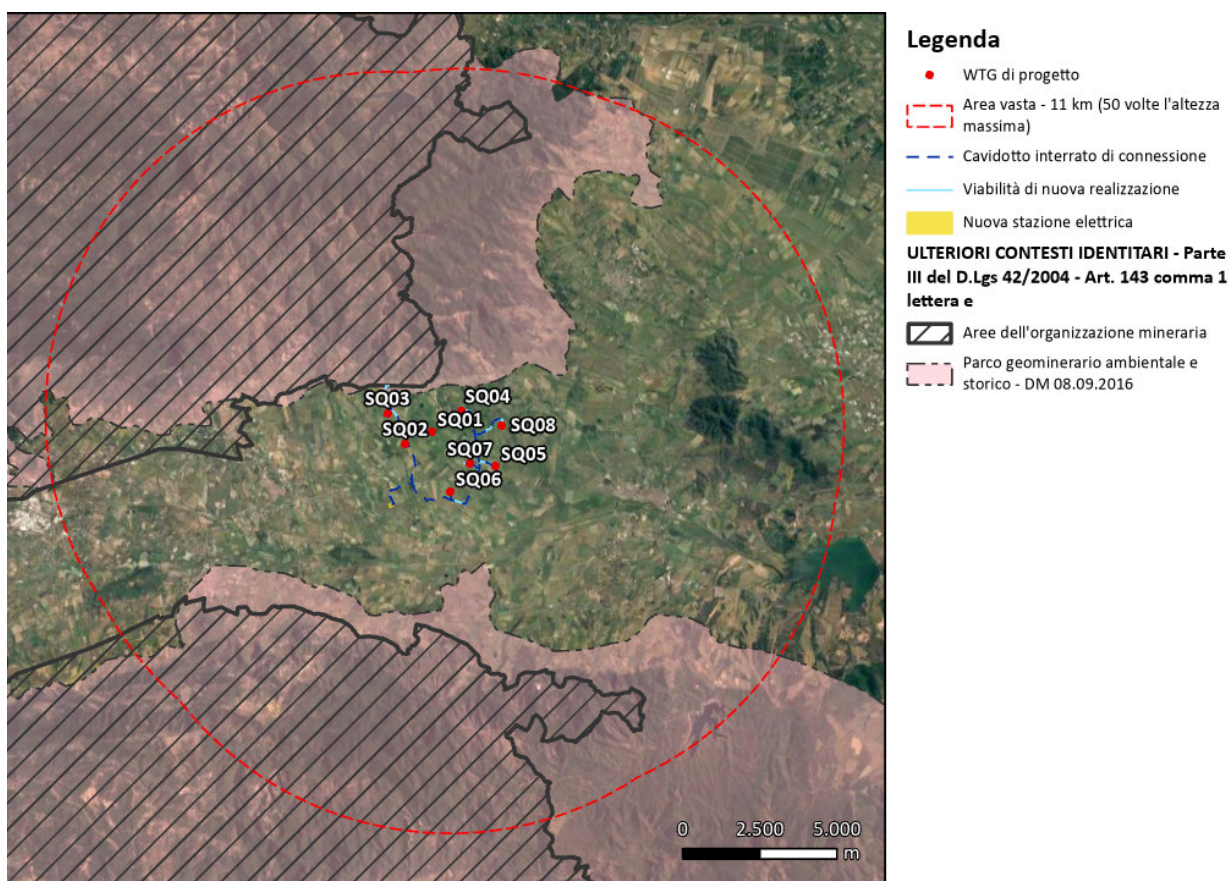 SQ03
SQ04
SQ01
SQ08
SQ02
SQ07
SQ05
SQ06
0 2.500 5.000
m
Legenda
WTG di progetto
Area vasta - 11 km (50 volte l'altezza
massima)
Cavidotto interrato di connessione
Viabilità di nuova realizzazione
Nuova stazione elettrica
ULTERIORI CONTESTI IDENTITARI - Parte
III del D.Lgs 42/2004 - Art. 143 comma 1
lettera e
Aree dell'organizzazione mineraria
Parco geominerario ambientale e
storico - DM 08.09.2016